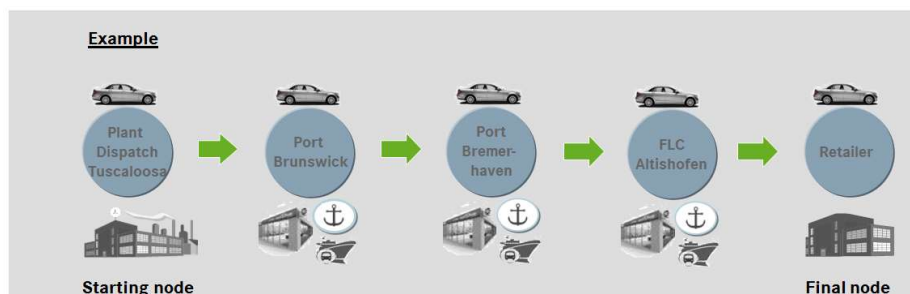 Example
Plant
Dispatch
Tuscaloosa
Port
Brunswick
Port
Bremer-
haven
FLC
Altishofen
Retailer
Starting node
Final node